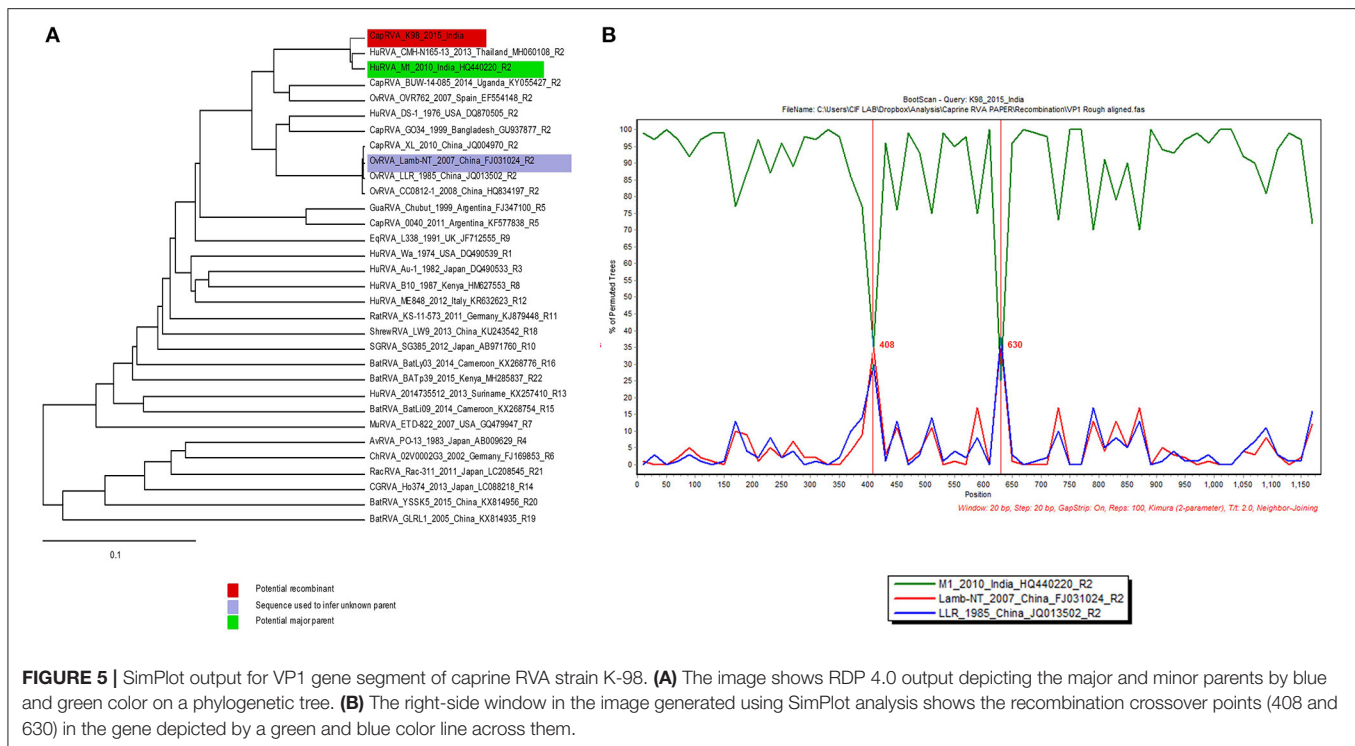 A
CapRVA_K98_2015_India
HuRVA_CMH-N165-13_2013_Thailand_MH060108_R2
HuRVA_M1_2010_India_HQ440220_R2
CapRVA_BUW-14-085_2014_Uganda_KY055427_R2
OvRVA_OVR762_2007_Spain_EF554148_R2
HuRVA_DS-1_1976_USA_DQ870505_R2
CapRVA_GO34_1999_Bangladesh_GU937877_R2
CapRVA_XL_2010_China_JQ004970_R2
OvRVA_Lamb-NT_2007_China_FJ031024_R2
OvRVA_LLR_1985_China_JQ013502_R2
OvRVA_CC0812-1_2008_China_HQ834197_R2
GuaRVA_Chubut_1999_Argentina_FJ347100_R5
CapRVA_0040_2011_Argentina_KF577838_R5
EqRVA_L338_1991_UK_JF712555_R9
HuRVA_Wa_1974_USA_DQ490539_R1
HuRVA_Au-1_1982_Japan_DQ490533_R3
HuRVA_B10_1987_Kenya_HM627553_R8
HuRVA_ME848_2012_Italy_KR632623_R12
RatRVA_KS-11-573_2011_Germany_KJ879448_R11
ShrewRVA_LW9_2013_China_KU243542_R18
SGRVA_SG385_2012_Japan_AB971760_R10
BatRVA_BatLy03_2014_Cameroon_KX268776_R16
BatRVA_BATp39_2015_Kenya_MH285837_R22
HuRVA_2014735512_2013_Suriname_KX257410_R13
BatRVA_BatLi09_2014_Cameroon_KX268754_R15
MuRVA_ETD-822_2007_USA_GQ479947_R7
AvRVA_PO-13_1983_Japan_AB009629_R4
ChRVA_02V0002G3_2002_Germany_FJ169853_R6
RacRVA_Rac-311_2011_Japan_LC208545_R21
CGRVA_Ho374_2013_Japan_LC088218_R14
BatRVA_YSSK5_2015_China_KX814956_R20
BatRVA_GLRL1_2005_China_KX814935_R19
0.1
Potential recombinant
Sequence used to infer unknown parent
Potential major parent
B
BootScan - Query: K98_2015_India
FileName: C:\Users\CIF LAB\Dropbox\Analysis\Caprine RVA PAPER\Recombination\VP1 Rough aligned.fas
% of Permuted Trees
100
95
90
85
80
75
70
65
60
55
50
45
40
35
30
25
20
15
10
5
0
408
630
0 50 100 150 200 250 300 350 400 450 500 550 600 650 700 750 800 850 900 950 1,000 1,050 1,100 1,150
Position
Window: 20 bp, Step: 20 bp, GapStrip: On, Reps: 100, Kimura (2-parameter), T/t: 2.0, Neighbor-Joining
M1_2010_India_HQ440220_R2
Lamb-NT_2007_China_FJ031024_R2
LLR_1985_China_JQ013502_R2
FIGURE 5 | SimPlot output for VP1 gene segment of caprine RVA strain K-98. (A) The image shows RDP 4.0 output depicting the major and minor parents by blue
and green color on a phylogenetic tree. (B) The right-side window in the image generated using SimPlot analysis shows the recombination crossover points (408 and
630) in the gene depicted by a green and blue color line across them.